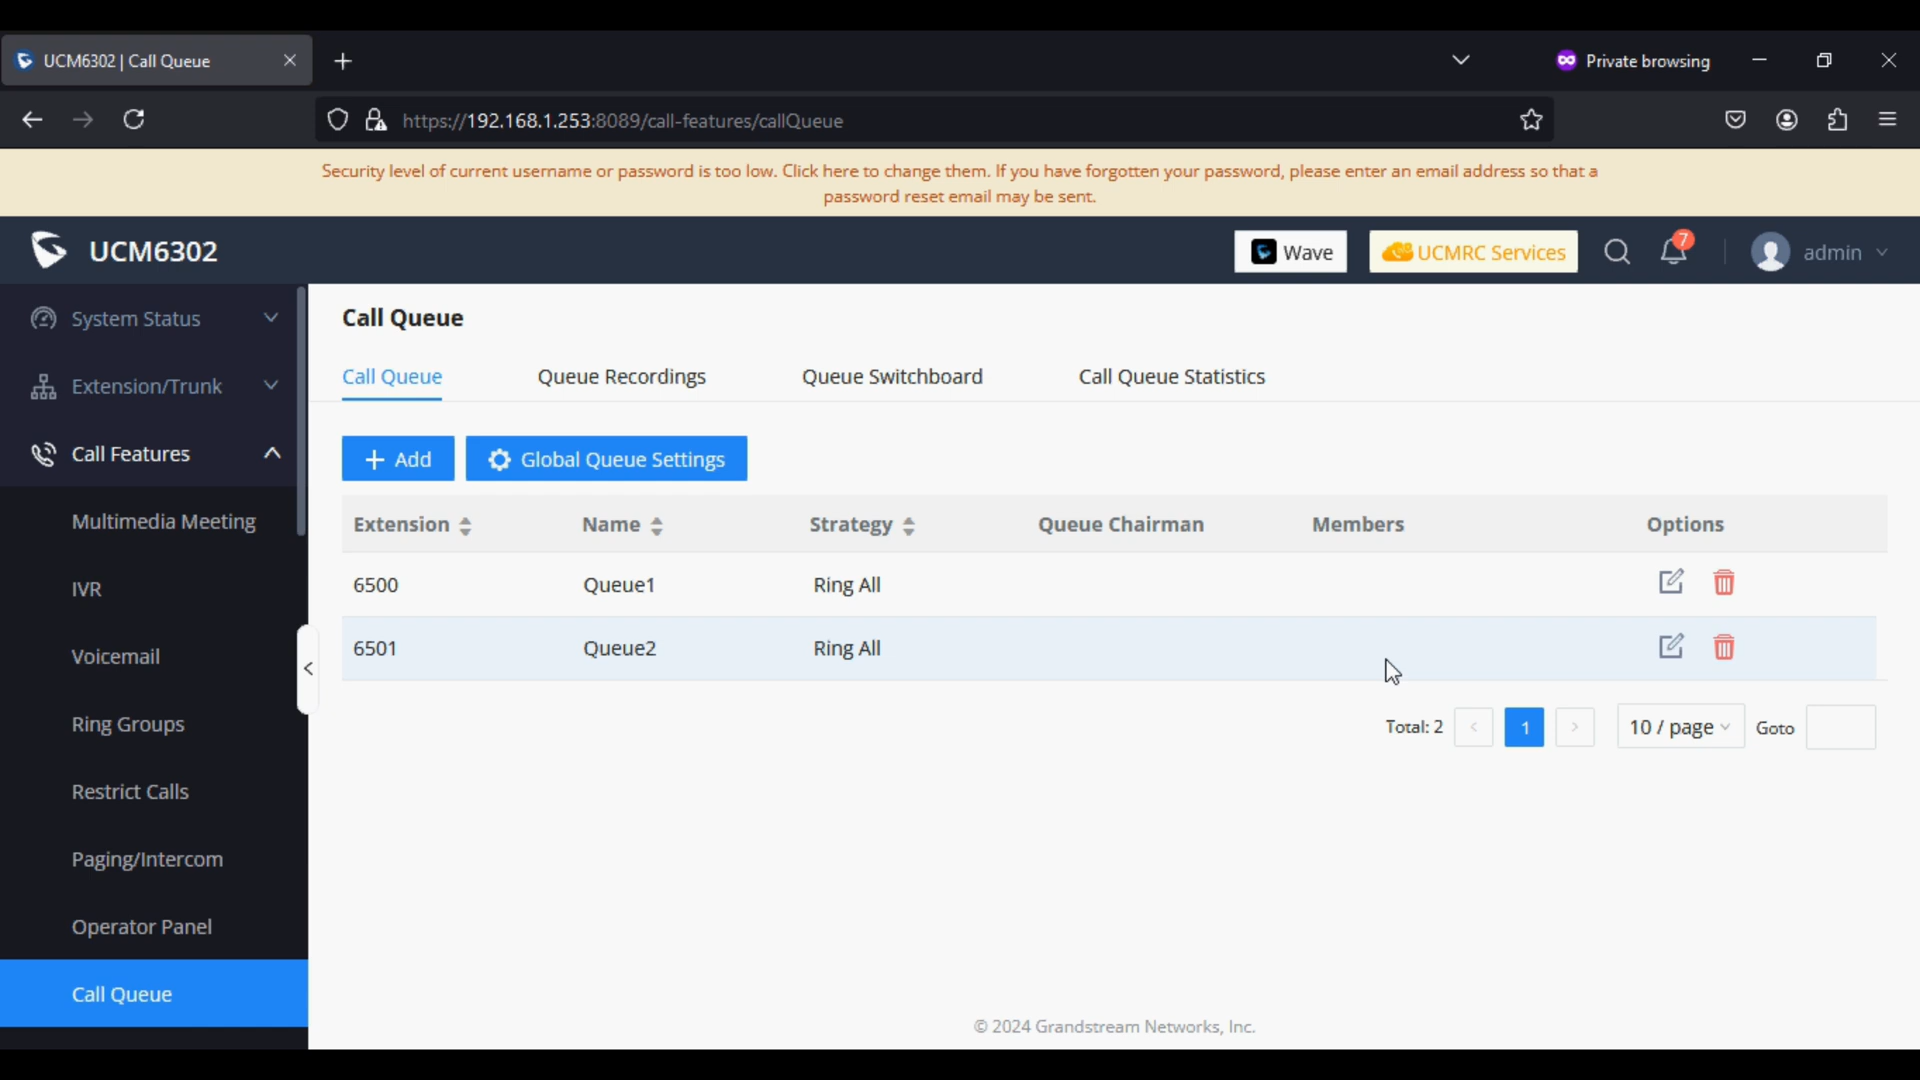 UCM6302 | Call Queue
Private browsing
https://192.168.1.253:8089/call-features/callQueue
Security level of current username or password is too low. Click here to change them. If you have forgotten your password, please enter an email address so that a
password reset email may be sent.
UCM6302
Wave
UCMRC Services
7
admin
System Status
Extension/Trunk
Call Features
Multimedia Meeting
IVR
Voicemail
Ring Groups
Restrict Calls
Paging/Intercom
Operator Panel
Call Queue
Call Queue
Call Queue Queue Recordings Queue Switchboard Call Queue Statistics
+ Add Global Queue Settings
Extension Name Strategy Queue Chairman Members Options
6500 Queue1 Ring All
6501 Queue2 Ring All
Total: 2 < 1 > 10 / page Goto
© 2024 Grandstream Networks, Inc.